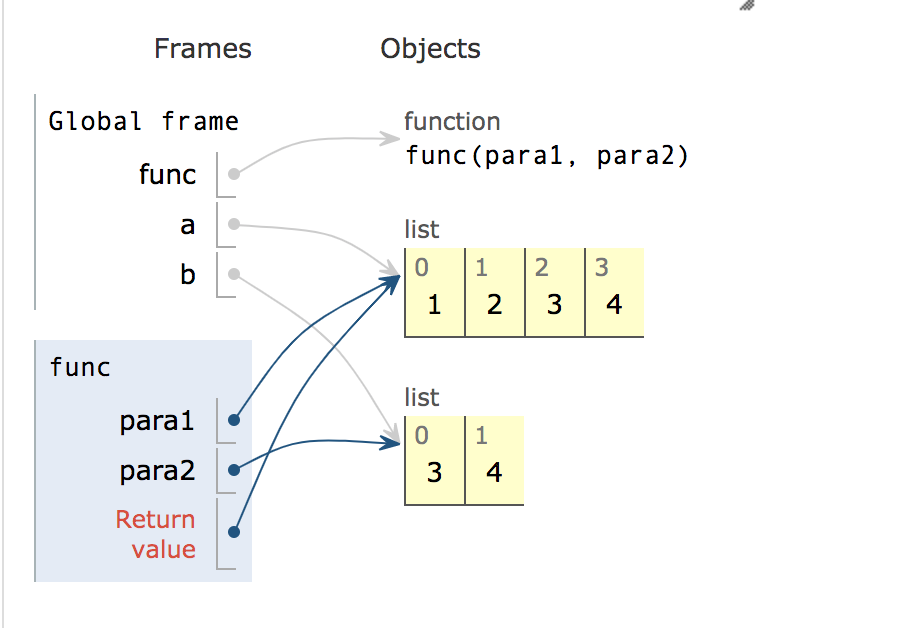 Frames Objects
Global frame
func
a
b
function
func(para1, para2)
list
0 1 2 3
1 2 3 4
list
0 1
3 4
func
para1
para2
Return
value